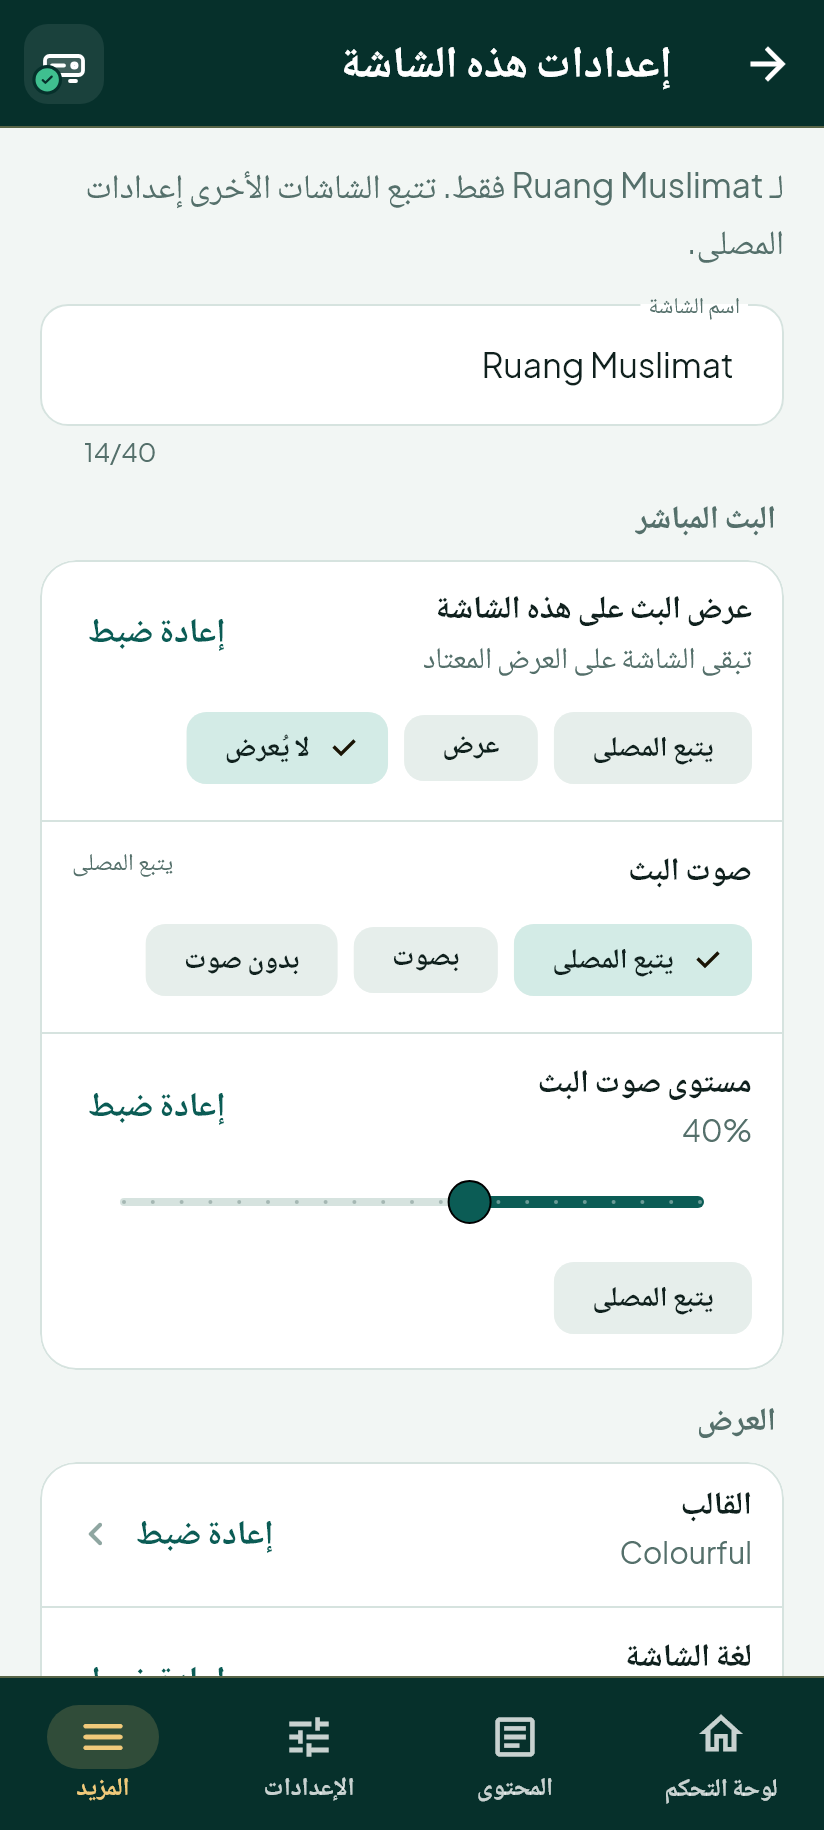 إعدادات هذه الشاشة
لـ Ruang Muslimat فقط. تتبع الشاشات الأخرى إعدادات
المصلى.
اسم الشاشة
Ruang Muslimat
14/40
البث المباشر
عرض البث على هذه الشاشة
إعادة ضبط
تبقى الشاشة على العرض المعتاد
يتبع المصلى
عرض
لا يُعرض
صوت البث
يتبع المصلى
يتبع المصلى
بصوت
بدون صوت
مستوى صوت البث
إعادة ضبط
40%
يتبع المصلى
العرض
القالب
إعادة ضبط
Colourful
لغة الشاشة
لوحة التحكم
المحتوى
الإعدادات
المزيد